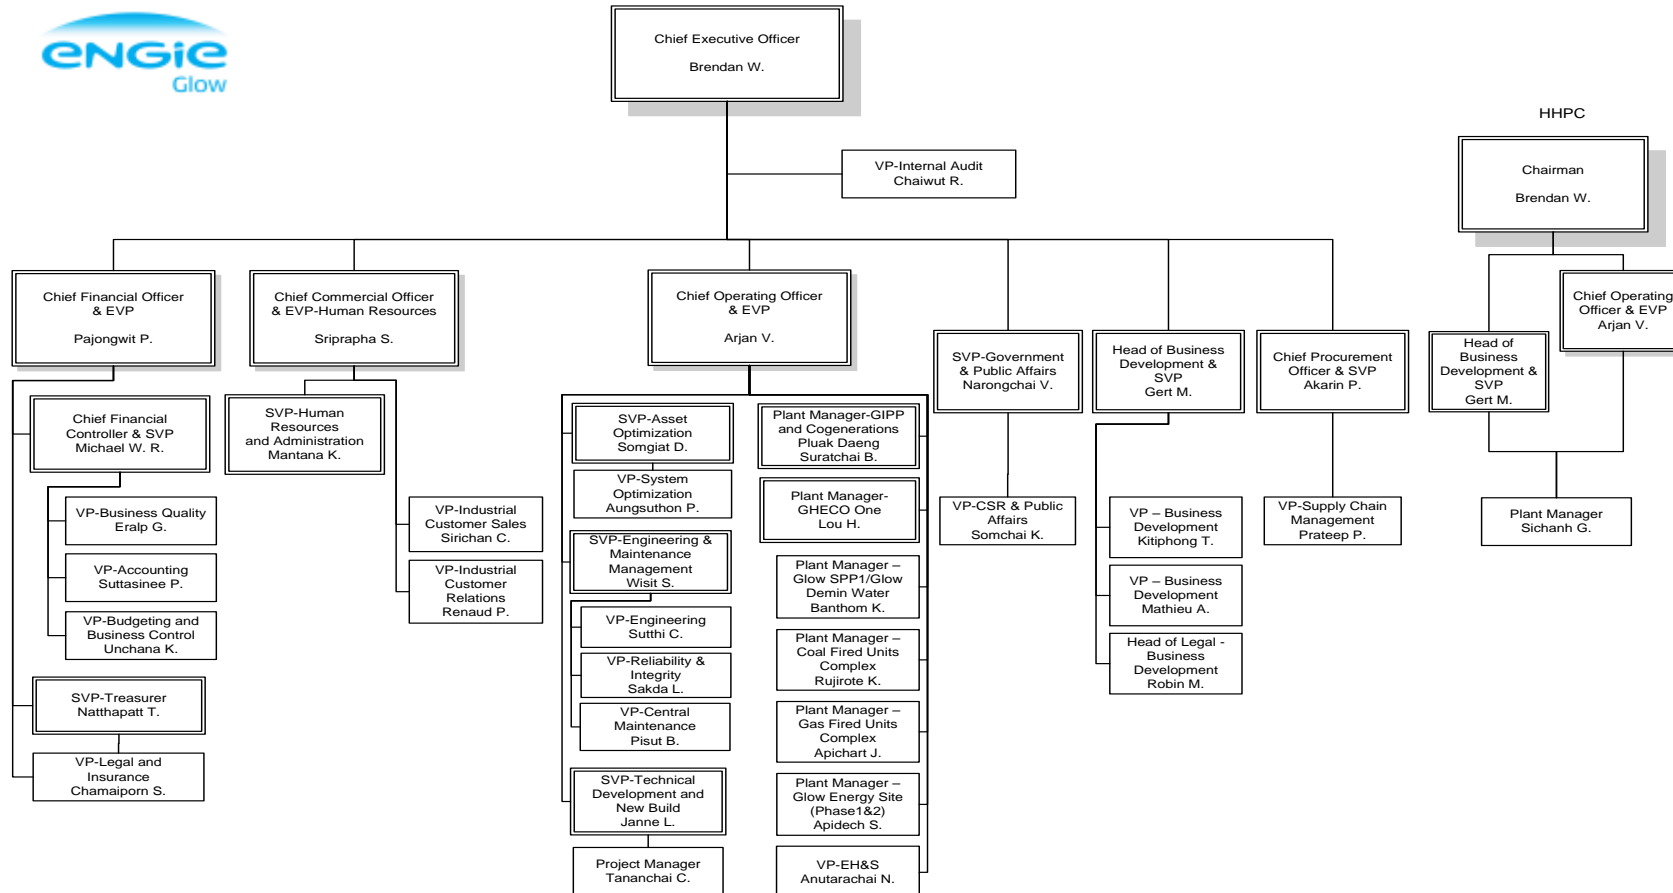 ENGIE
Glow
Chief Executive Officer
Brendan W.
HHPC
VP-Internal Audit
Chaiwut R.
Chairman
Brendan W.
Chief Financial Officer
& EVP
Pajongwit P.
Chief Commercial Officer
& EVP-Human Resources
Sriprapha S.
Chief Operating Officer
& EVP
Arjan V.
SVP-Government
& Public Affairs
Narongchai V.
Head of Business
Development &
SVP
Gert M.
Chief Procurement
Officer & SVP
Akarin P.
Head of
Business
Development &
SVP
Gert M.
Chief Operating
Officer & EVP
Arjan V.
Chief Financial
Controller & SVP
Michael W. R.
VP-Business Quality
Eralp G.
VP-Accounting
Suttasinee P.
VP-Budgeting and
Business Control
Unchana K.
SVP-Treasurer
Natthapatt T.
VP-Legal and
Insurance
Chamaiporn S.
SVP-Human
Resources
and Administration
Mantana K.
VP-Industrial
Customer Sales
Sirichan C.
VP-Industrial
Customer
Relations
Renaud P.
SVP-Asset
Optimization
Somgiat D.
VP-System
Optimization
Aungsuthon P.
SVP-Engineering &
Maintenance
Management
Wisit S.
VP-Engineering
Sutthi C.
VP-Reliability &
Integrity
Sakda L.
VP-Central
Maintenance
Pisut B.
SVP-Technical
Development and
New Build
Janne L.
Project Manager
Tananchai C.
Plant Manager-GIPP
and Cogenerations
Pluak Daeng
Suratchai B.
Plant Manager-
GHECO One
Lou H.
Plant Manager –
Glow SPP1/Glow
Demin Water
Banthom K.
Plant Manager –
Coal Fired Units
Complex
Rujirote K.
Plant Manager –
Gas Fired Units
Complex
Apichart J.
Plant Manager –
Glow Energy Site
(Phase1&2)
Apidech S.
VP-EH&S
Anutarachai N.
VP-CSR & Public
Affairs
Somchai K.
VP – Business
Development
Kitiphong T.
VP – Business
Development
Mathieu A.
Head of Legal -
Business
Development
Robin M.
VP-Supply Chain
Management
Prateep P.
Plant Manager
Sichanh G.